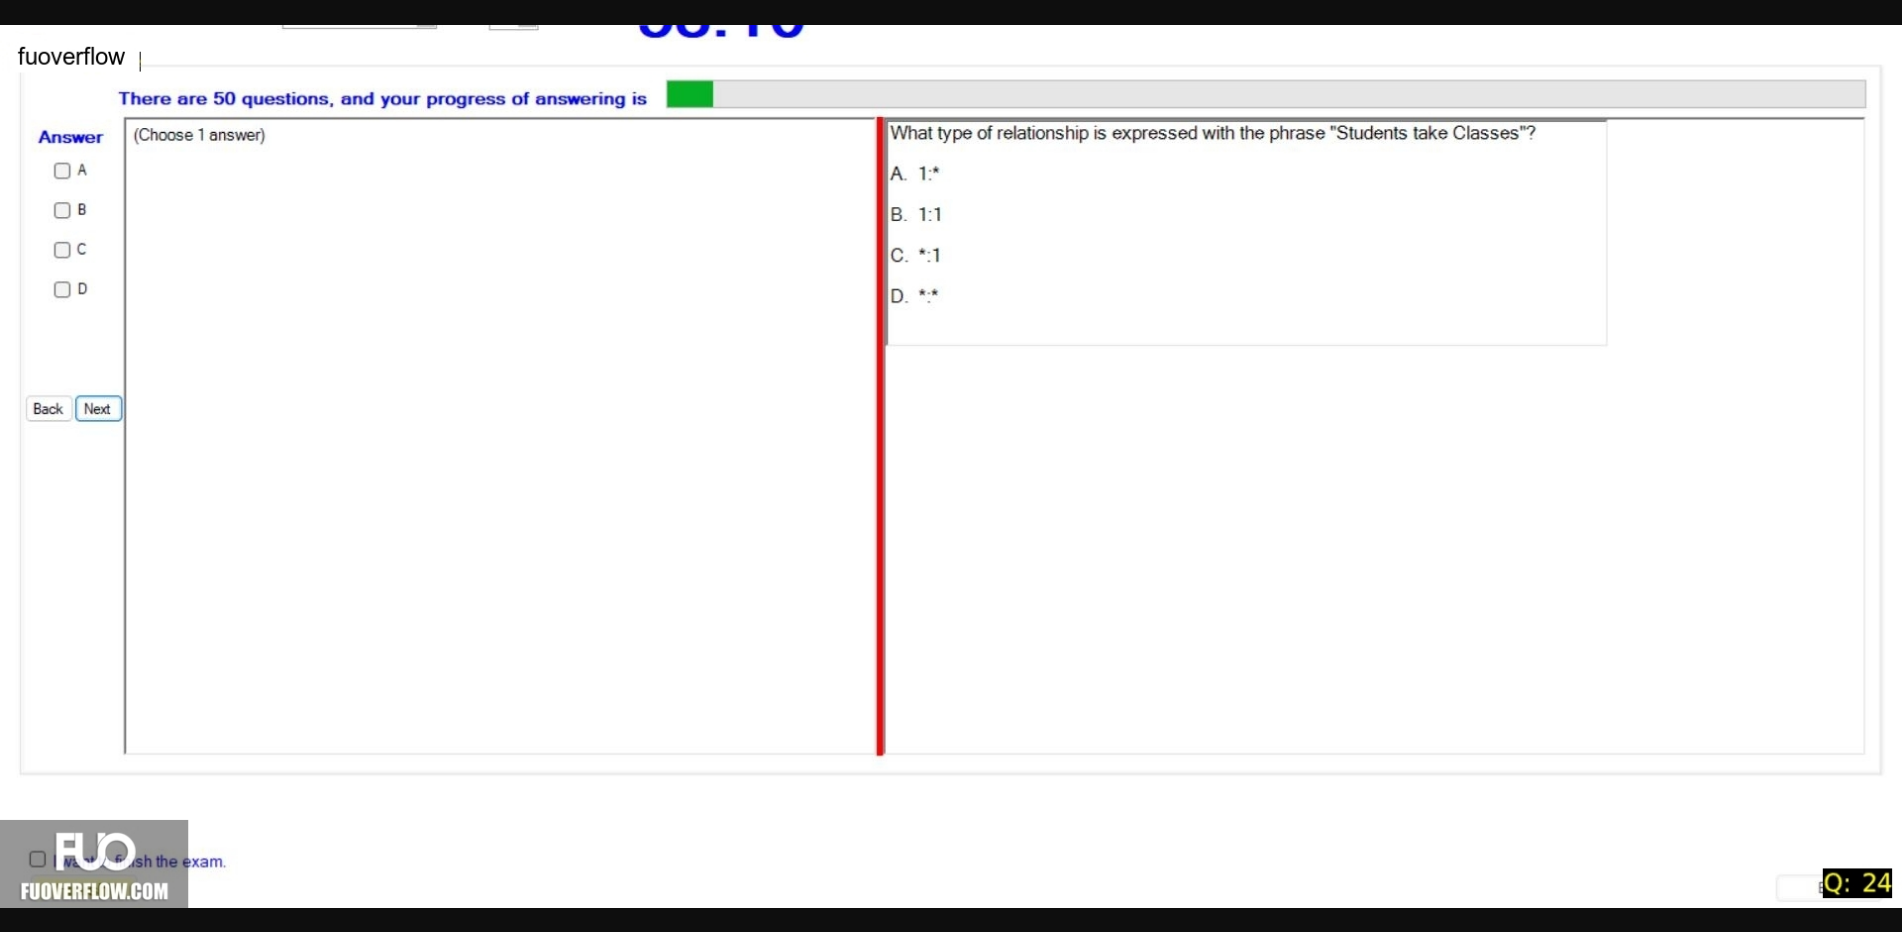 fuoverflow
There are 50 questions, and your progress of answering is
Answer
(Choose 1 answer)
A
B
C
D
Back Next
What type of relationship is expressed with the phrase "Students take Classes"?
A. 1:*
B. 1:1
C. *:1
D. *:*
FUO
finish the exam.
FUOVERFLOW.COM
Q: 24